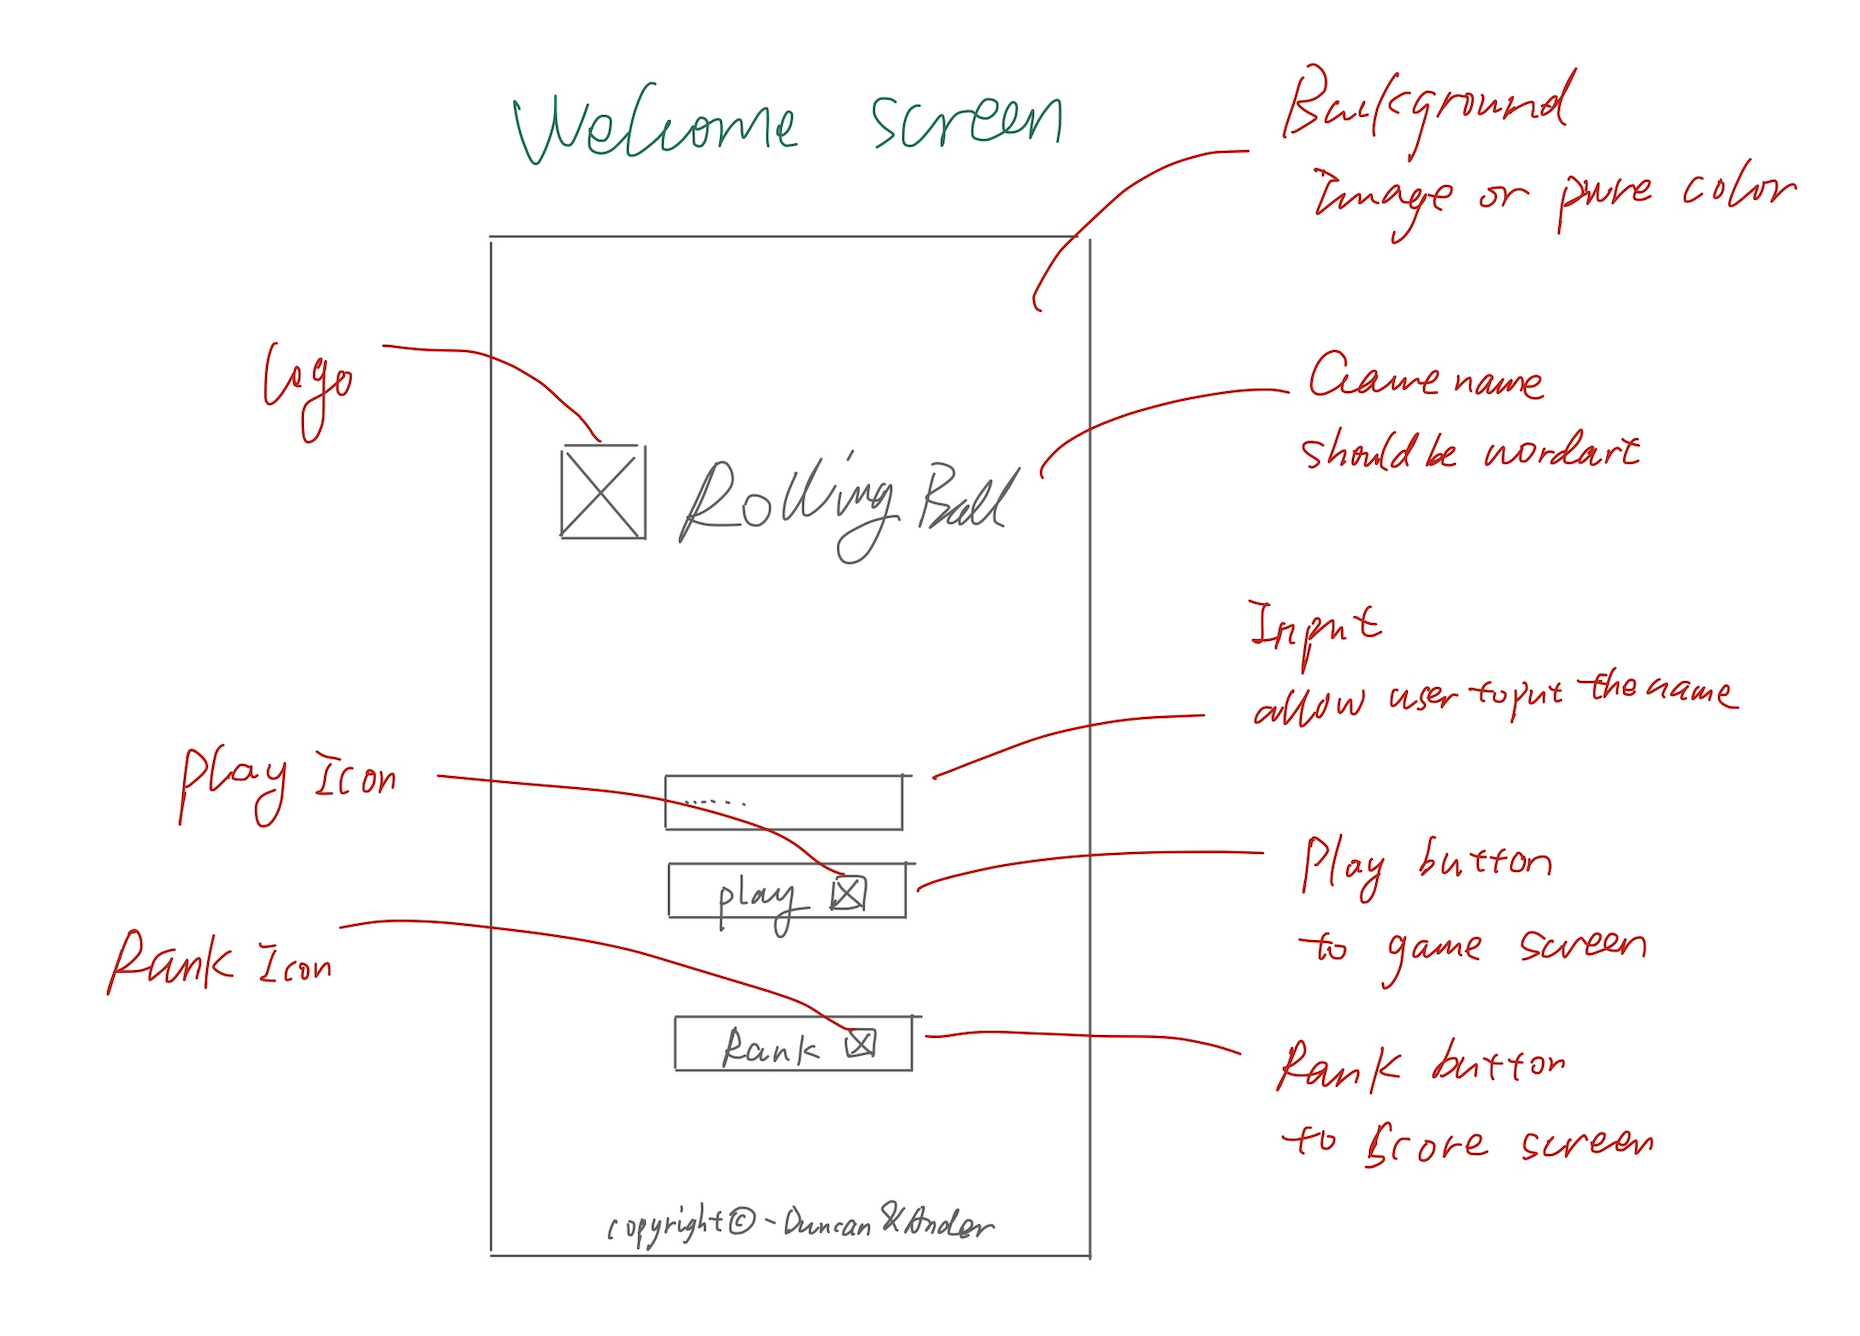 Welcome screen
Background
Image or pure color
Logo
Game name
should be wordart
Rolling Ball
Input
allow user to put the name
Play Icon
......
Play button
to game screen
play
Rank Icon
Rank
Rank button
to Score screen
copyright © - Duncan & Ander